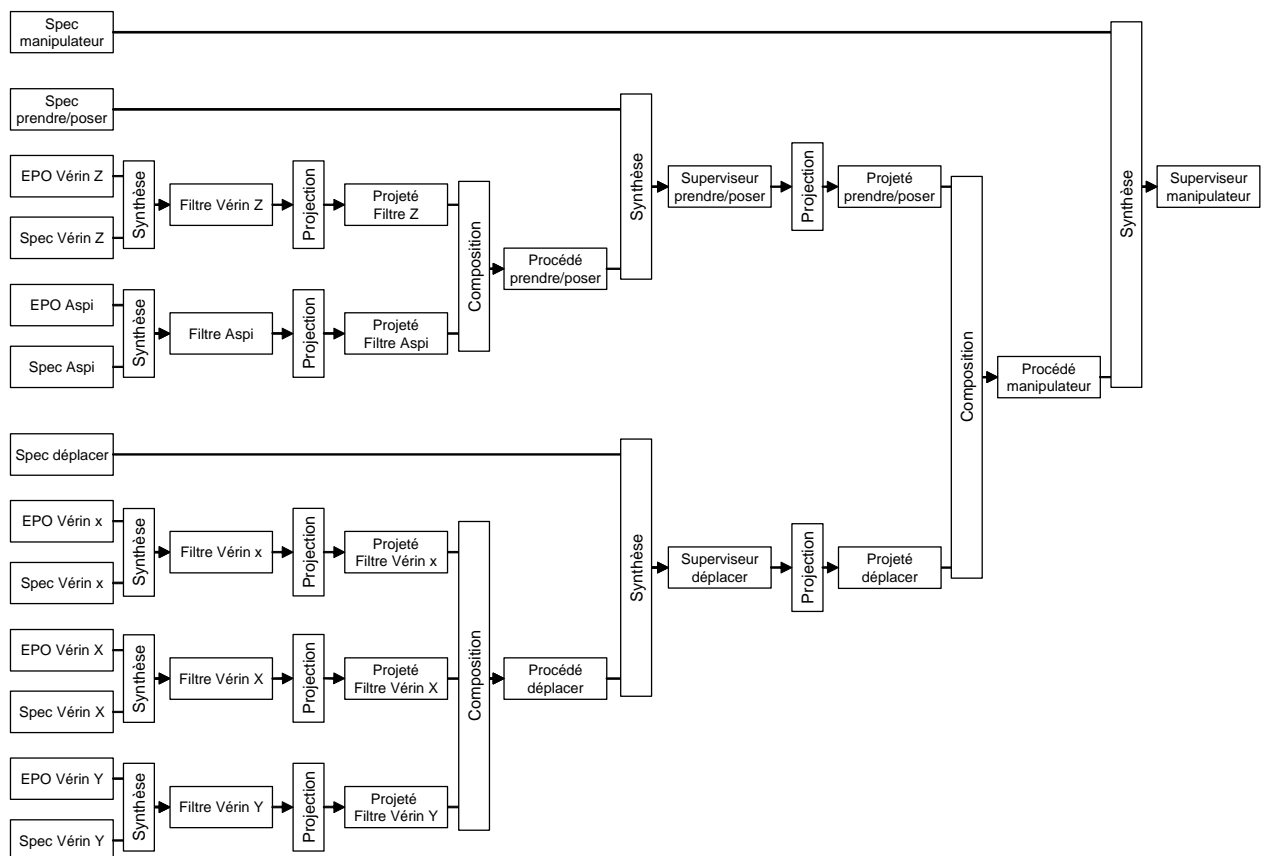 Spec
manipulateur
Spec
prendre/poser
EPO Vérin Z
Spec Vérin Z
Synthèse
Filtre Vérin Z
Projection
Projeté
Filtre Z
EPO Aspi
Spec Aspi
Synthèse
Filtre Aspi
Projection
Projeté
Filtre Aspi
Composition
Procédé
prendre/poser
Synthèse
Superviseur
prendre/poser
Projection
Projeté
prendre/poser
Spec déplacer
EPO Vérin x
Spec Vérin x
Synthèse
Filtre Vérin x
Projection
Projeté
Filtre Vérin x
EPO Vérin X
Spec Vérin X
Synthèse
Filtre Vérin X
Projection
Projeté
Filtre Vérin X
EPO Vérin Y
Spec Vérin Y
Synthèse
Filtre Vérin Y
Projection
Projeté
Filtre Vérin Y
Composition
Procédé
déplacer
Synthèse
Superviseur
déplacer
Projection
Projeté
déplacer
Composition
Procédé
manipulateur
Synthèse
Superviseur
manipulateur